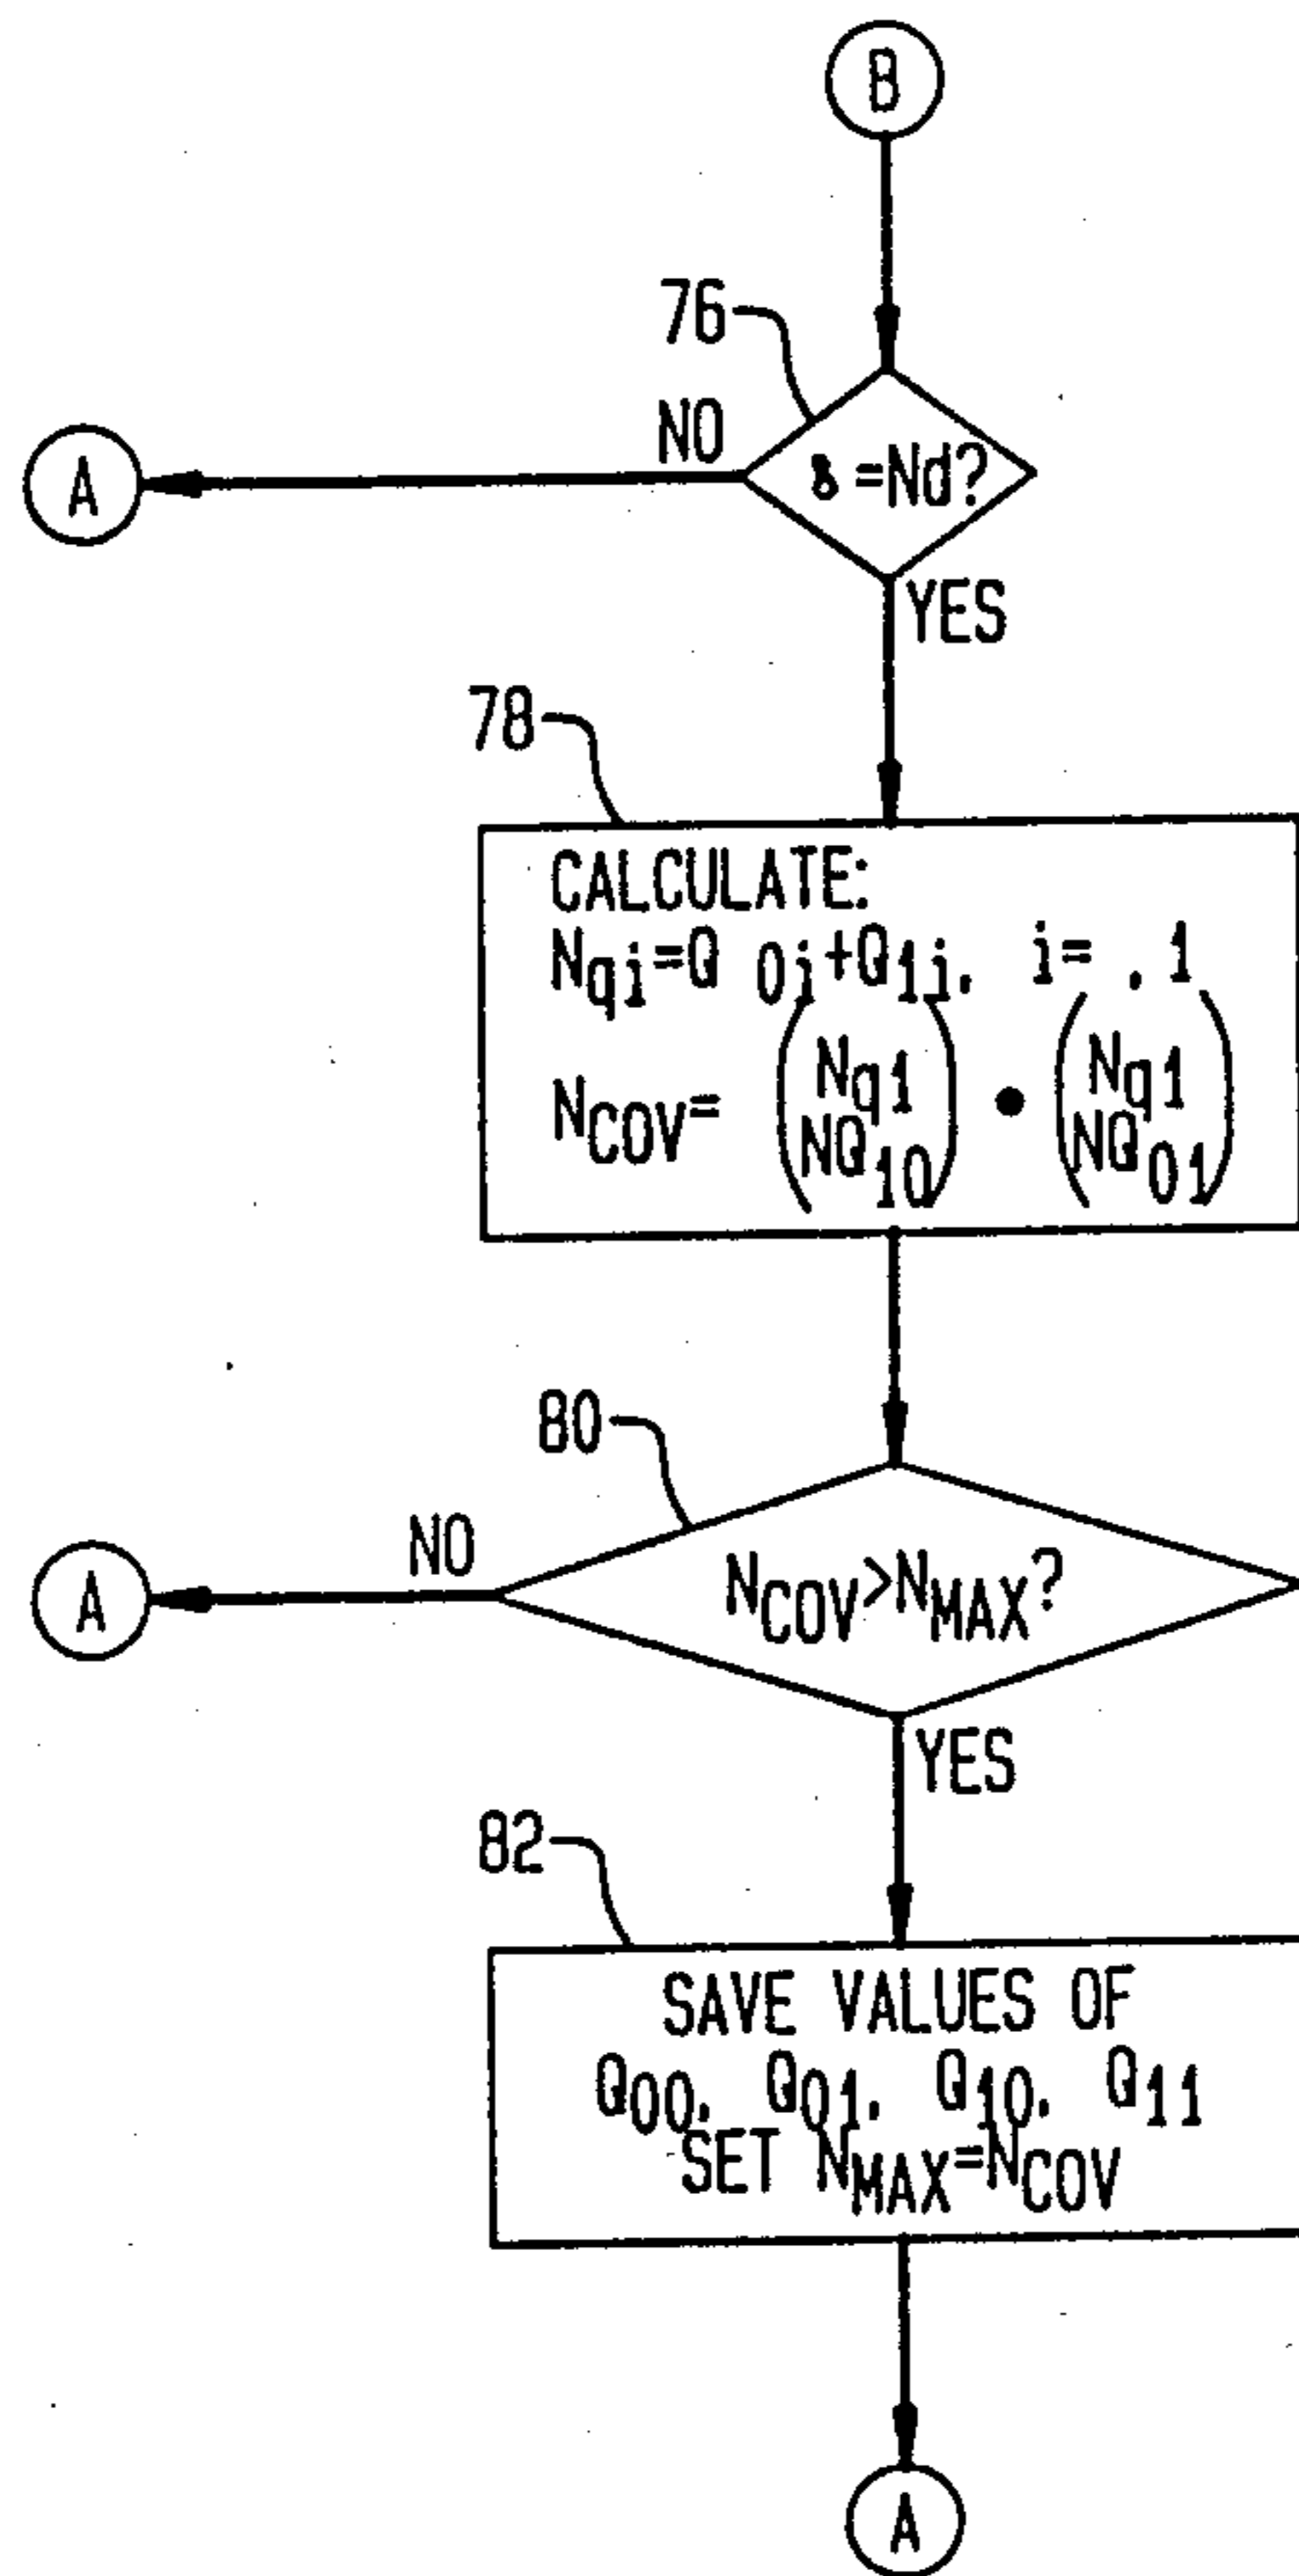 B
76
NO
A
8 =Nd?
YES
78
CALCULATE:
Nqi=Q 0i+Q1i, i= , 1
NCOV= (Nq1 NQ10) • (Nq1 NQ01)
80
NO
A
NCOV>NMAX?
YES
82
SAVE VALUES OF
Q00, Q01, Q10, Q11
SET NMAX=NCOV
A